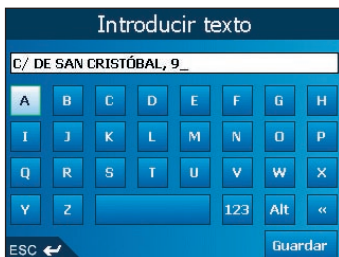 Introducir texto
C/ DE SAN CRISTÓBAL, 9_
A B C D E F G H
I J K L M N O P
Q R S T U V W X
Y Z 123 Alt «
ESC Guardar